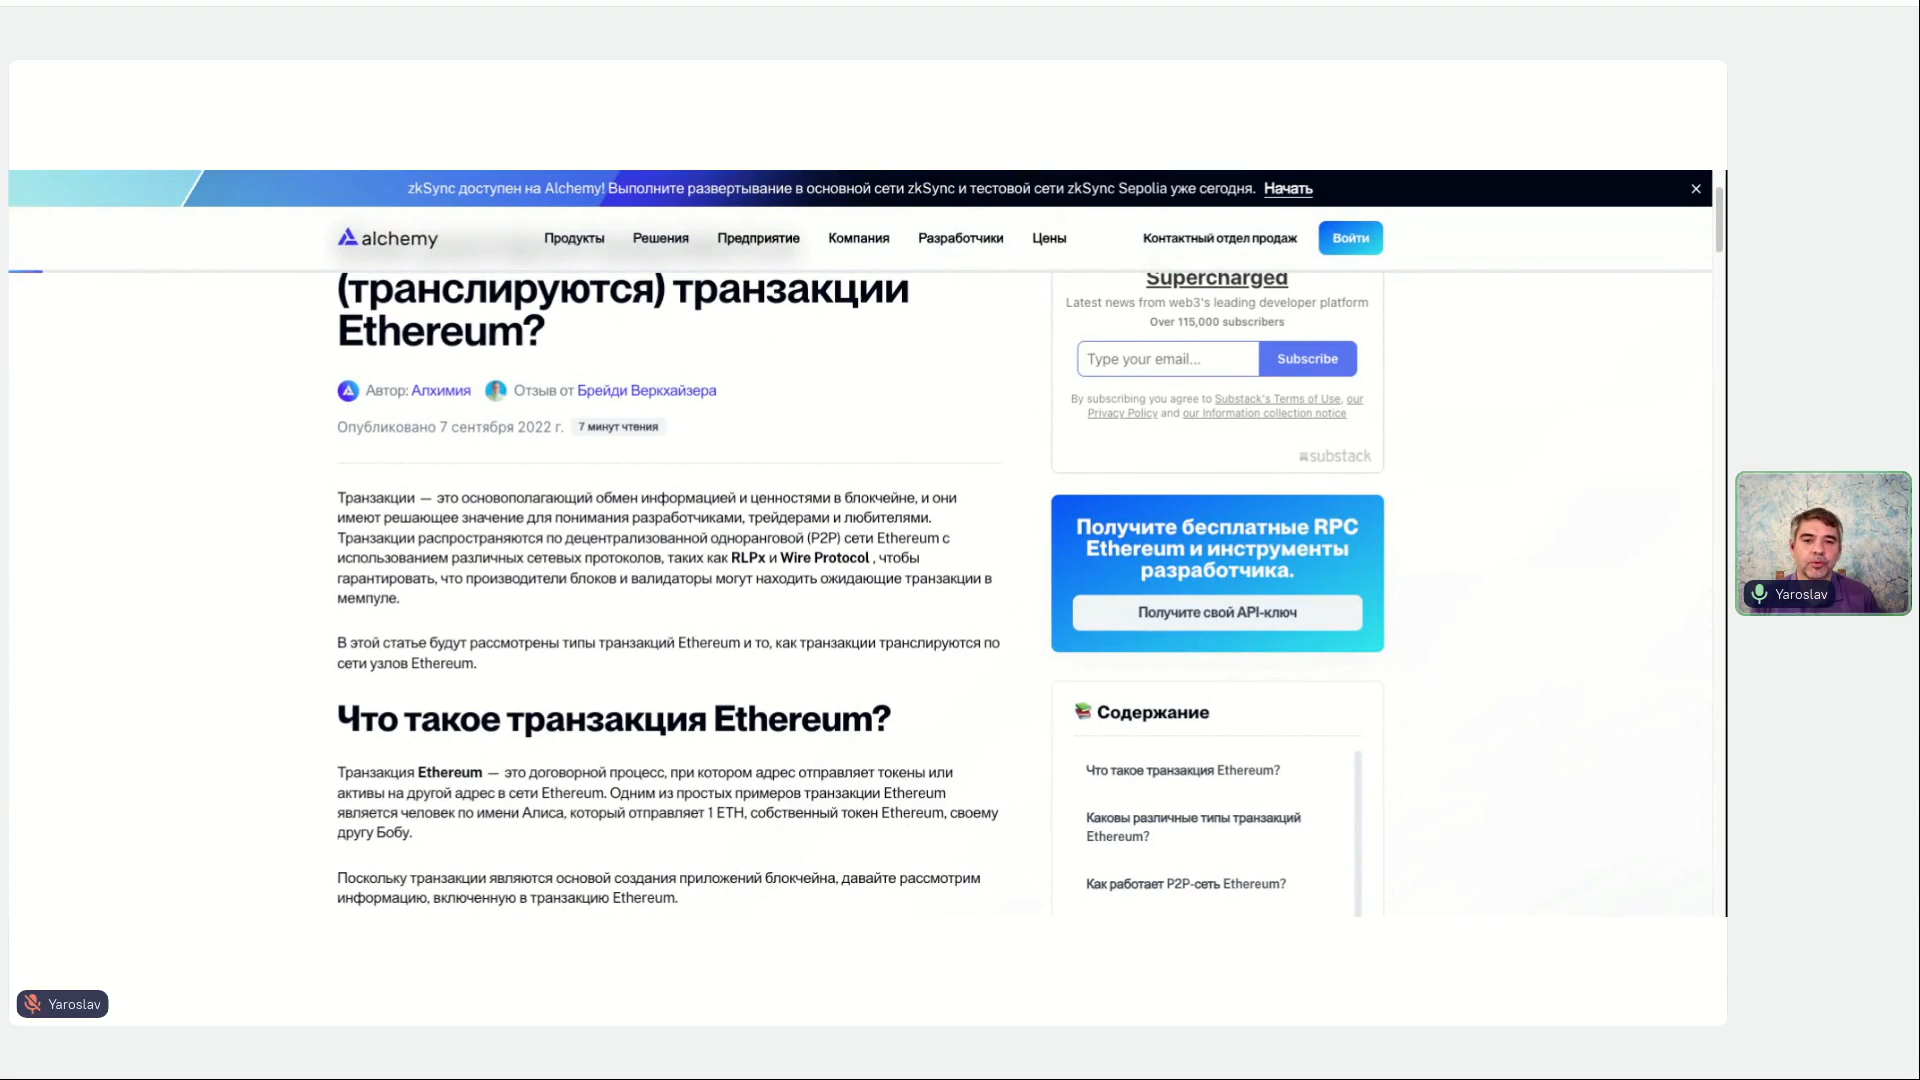 zkSync доступен на Alchemy! Выполните развертывание в основной сети zkSync и тестовой сети zkSync Sepolia уже сегодня. Начать
alchemy Продукты Решения Предприятие Компания Разработчики Цены Контактный отдел продаж Войти
(транслируются) транзакции
Ethereum?
Автор: Алхимия Отзыв от Брейди Веркхайзера
Опубликовано 7 сентября 2022 г. 7 минут чтения
Транзакции — это основополагающий обмен информацией и ценностями в блокчейне, и они
имеют решающее значение для понимания разработчиками, трейдерами и любителями.
Транзакции распространяются по децентрализованной одноранговой (P2P) сети Ethereum с
использованием различных сетевых протоколов, таких как RLPx и Wire Protocol , чтобы
гарантировать, что производители блоков и валидаторы могут находить ожидающие транзакции в
мемпуле.
В этой статье будут рассмотрены типы транзакций Ethereum и то, как транзакции транслируются по
сети узлов Ethereum.
Что такое транзакция Ethereum?
Транзакция Ethereum — это договорной процесс, при котором адрес отправляет токены или
активы на другой адрес в сети Ethereum. Одним из простых примеров транзакции Ethereum
является человек по имени Алиса, который отправляет 1 ETH, собственный токен Ethereum, своему
другу Бобу.
Поскольку транзакции являются основой создания приложений блокчейна, давайте рассмотрим
информацию, включенную в транзакцию Ethereum.
Supercharged
Latest news from web3's leading developer platform
Over 115,000 subscribers
Type your email... Subscribe
By subscribing you agree to Substack's Terms of Use, our
Privacy Policy and our Information collection notice
substack
Получите бесплатные RPC
Ethereum и инструменты
разработчика.
Получите свой API-ключ
Содержание
Что такое транзакция Ethereum?
Каковы различные типы транзакций
Ethereum?
Как работает P2P-сеть Ethereum?
Yaroslav
Yaroslav